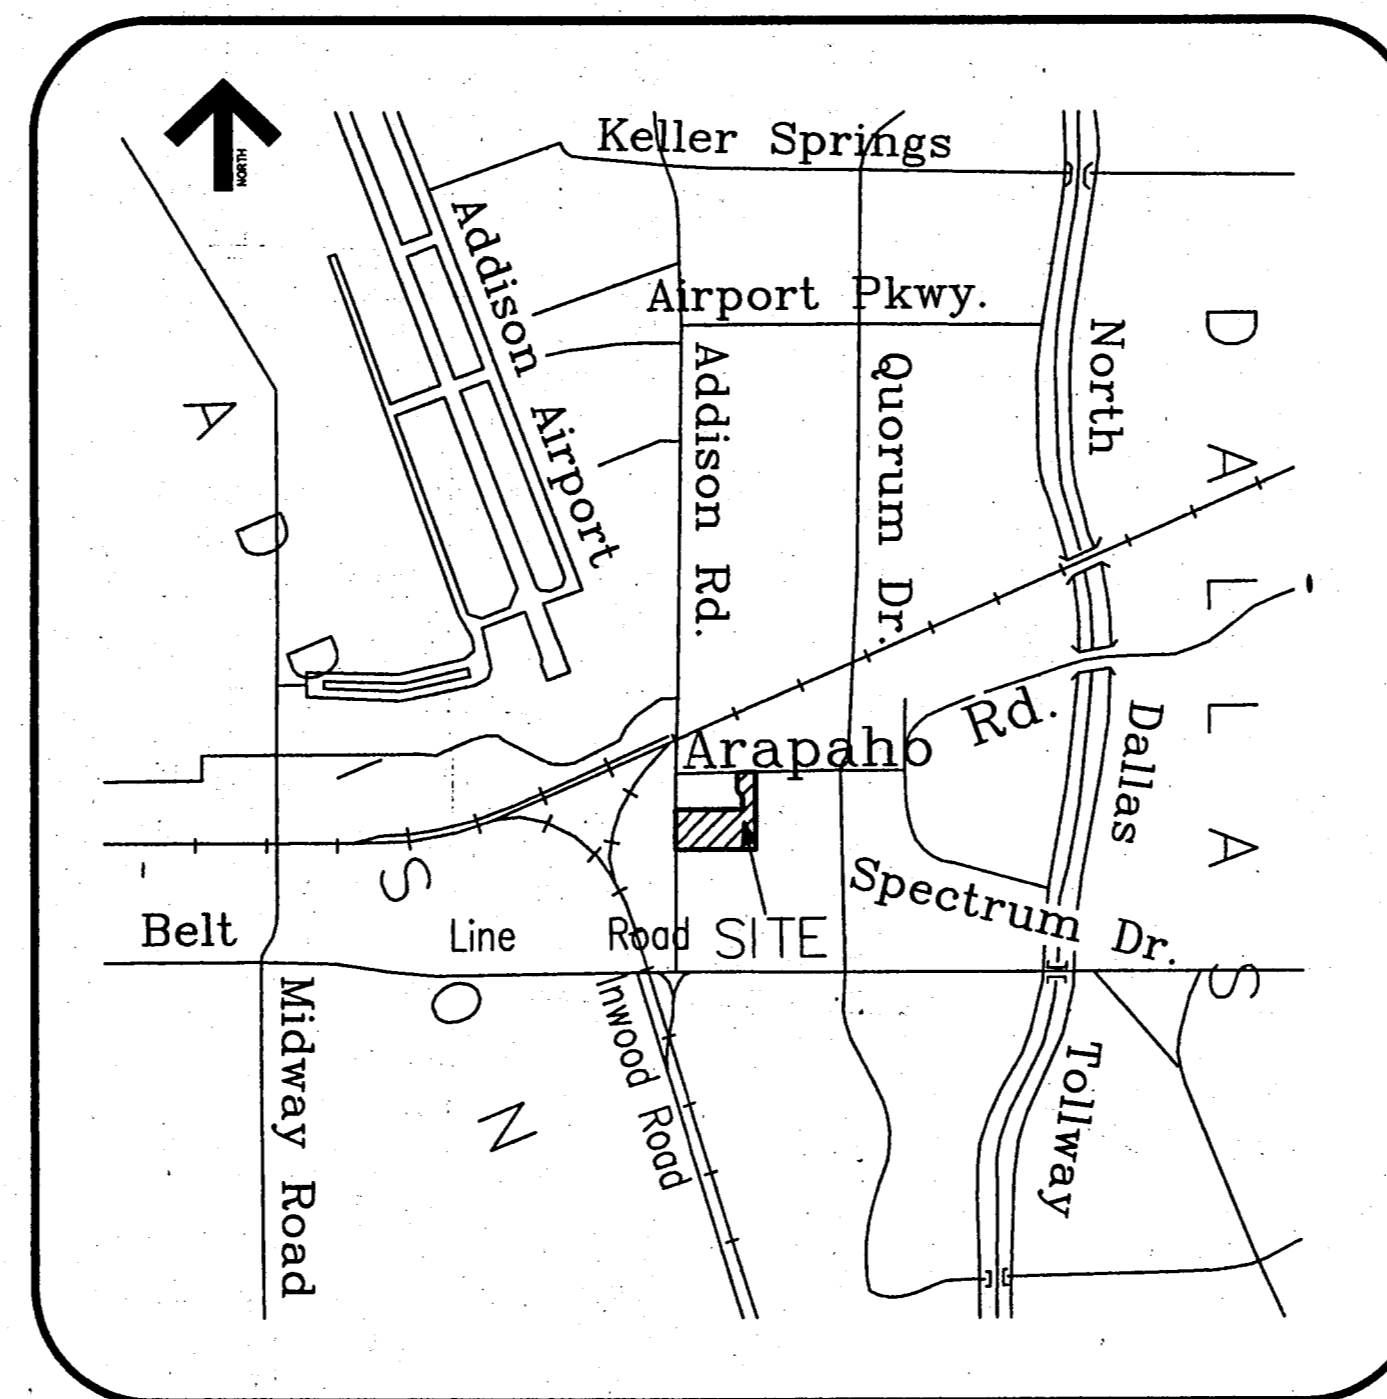 NORTH
Keller Springs
Addison Airport
Airport Pkwy.
Addison Rd.
Quorum Dr.
North
Dallas
Tollway
DALLAS
ADDISON
Arapaho Rd.
Spectrum Dr.
SITE
Belt Line Road
Inwood Road
Midway Road